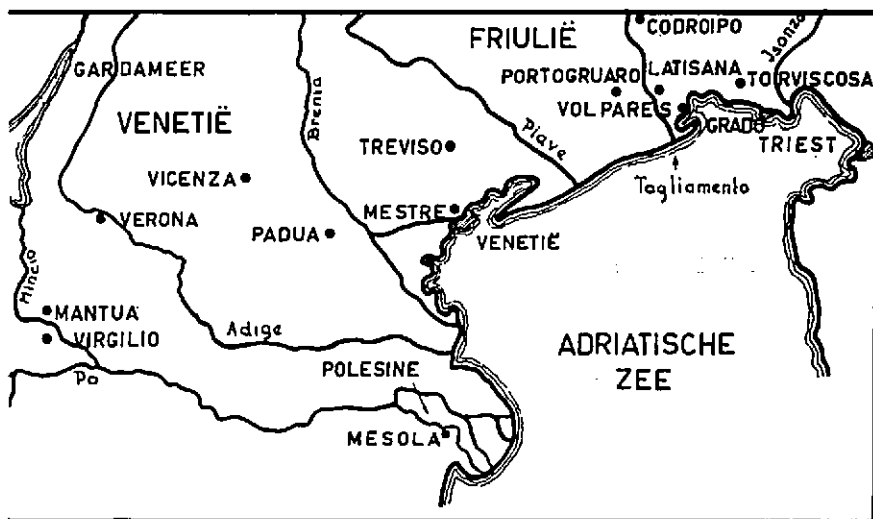 CODROIPO
FRIULIË
Isonzo
GARDAMEER
PORTOGRUARO
LATISANA
TORVISCOSA
VOLPARES
GRADO
VENETIË
Brenta
Piave
TREVISO
TRIEST
VICENZA
Tagliamento
MESTRE
VERONA
PADUA
VENETIË
Mincio
MANTUA
VIRGILIO
Adige
ADRIATISCHE
ZEE
POLESINE
Po
MESOLA